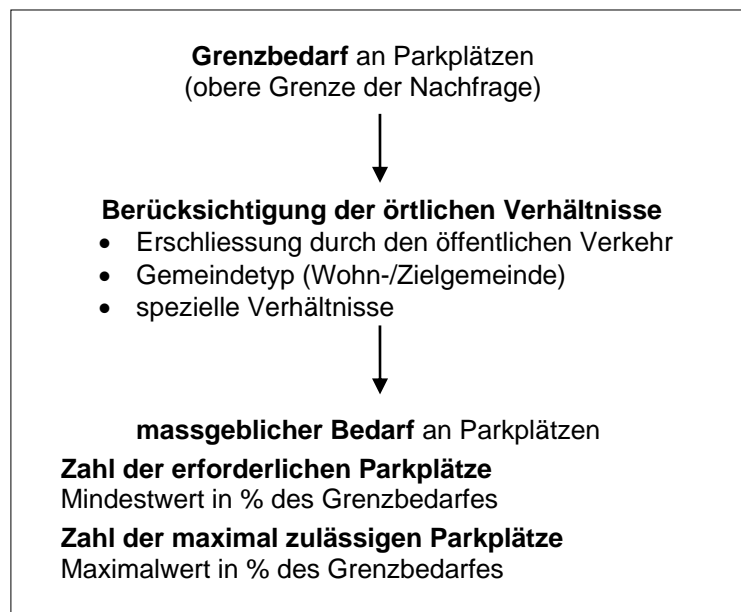 Grenzbedarf an Parkplätzen
(obere Grenze der Nachfrage)
Berücksichtigung der örtlichen Verhältnisse
• Erschliessung durch den öffentlichen Verkehr
• Gemeindetyp (Wohn-/Zielgemeinde)
• spezielle Verhältnisse
massgeblicher Bedarf an Parkplätzen
Zahl der erforderlichen Parkplätze
Mindestwert in % des Grenzbedarfes
Zahl der maximal zulässigen Parkplätze
Maximalwert in % des Grenzbedarfes